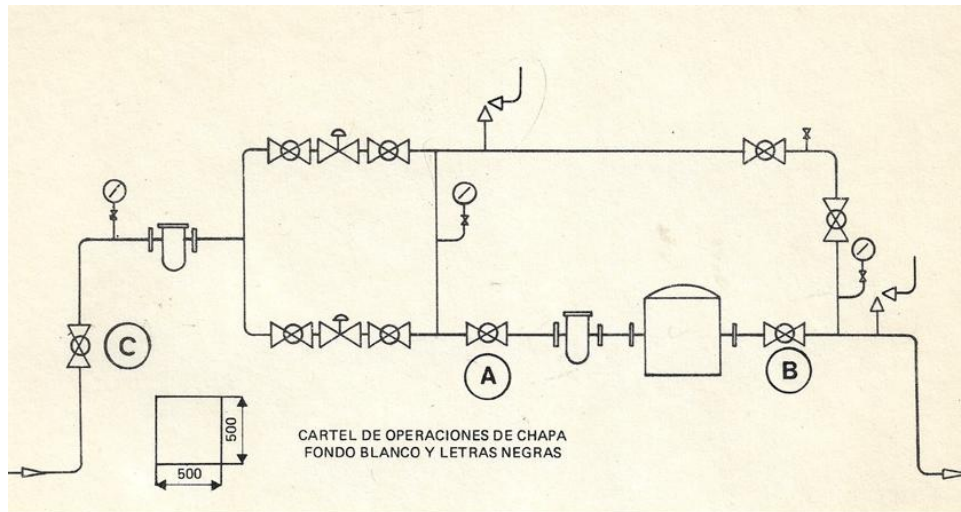 C
A
B
500
500
CARTEL DE OPERACIONES DE CHAPA
FONDO BLANCO Y LETRAS NEGRAS